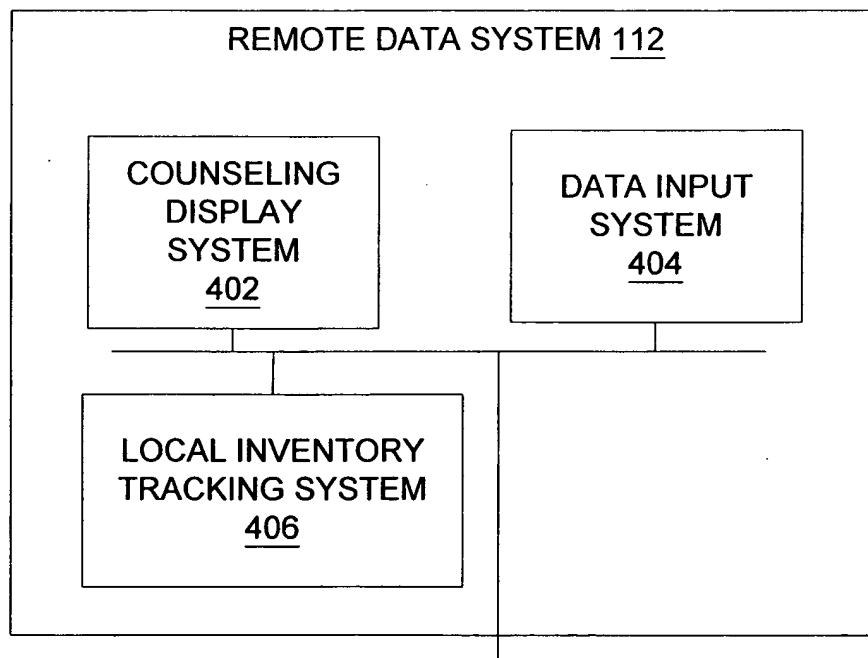 REMOTE DATA SYSTEM 112
COUNSELING
DISPLAY
SYSTEM
402
DATA INPUT
SYSTEM
404
LOCAL INVENTORY
TRACKING SYSTEM
406